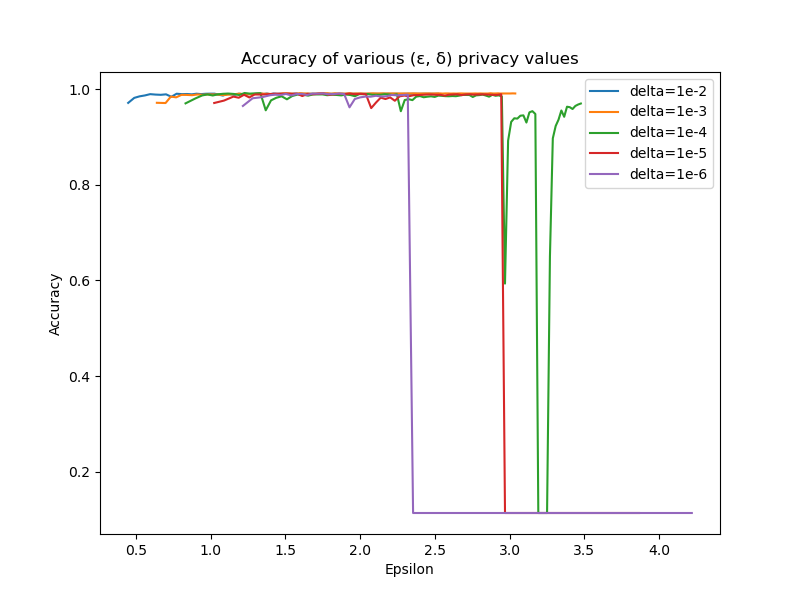 Accuracy of various (ε, δ) privacy values
1.0
0.8
0.6
0.4
0.2
Accuracy
0.5
1.0
1.5
2.0
2.5
3.0
3.5
4.0
Epsilon
delta=1e-2
delta=1e-3
delta=1e-4
delta=1e-5
delta=1e-6